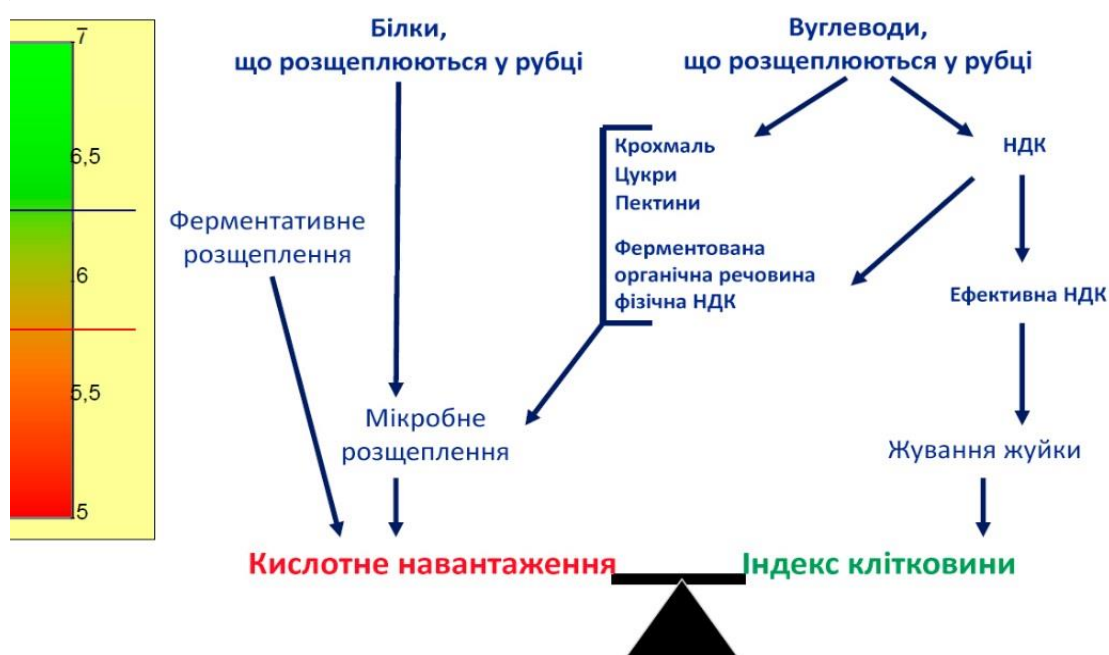 7
6,5
6
5,5
5
Білки,
що розщеплюються у рубці
Вуглеводи,
що розщеплюються у рубці
Ферментативне
розщеплення
Крохмаль
Цукри
Пектини
Ферментована
органічна речовина
фізична НДК
НДК
Ефективна НДК
Мікробне
розщеплення
Жування жуйки
Кислотне навантаження
Індекс клітковини